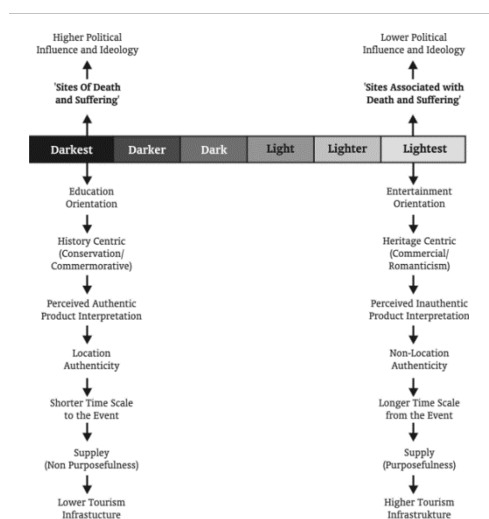 Higher Political
Influence and Ideology
Lower Political
Influence and Ideology
'Sites Of Death
and Suffering'
'Sites Associated with
Death and Suffering'
Darkest Darker Dark Light Lighter Lightest
Education
Orientation
Entertainment
Orientation
History Centric
(Conservation/
Commermorative)
Heritage Centric
(Commercial/
Romanticism)
Perceived Authentic
Product Interpretation
Perceived Inauthentic
Product Interpretation
Location
Authenticity
Non-Location
Authenticity
Shorter Time Scale
to the Event
Longer Time Scale
from the Event
Suppley
(Non Purposefulness)
Supply
(Purposefulness)
Lower Tourism
Infrastucture
Higher Tourism
Infrastrukture